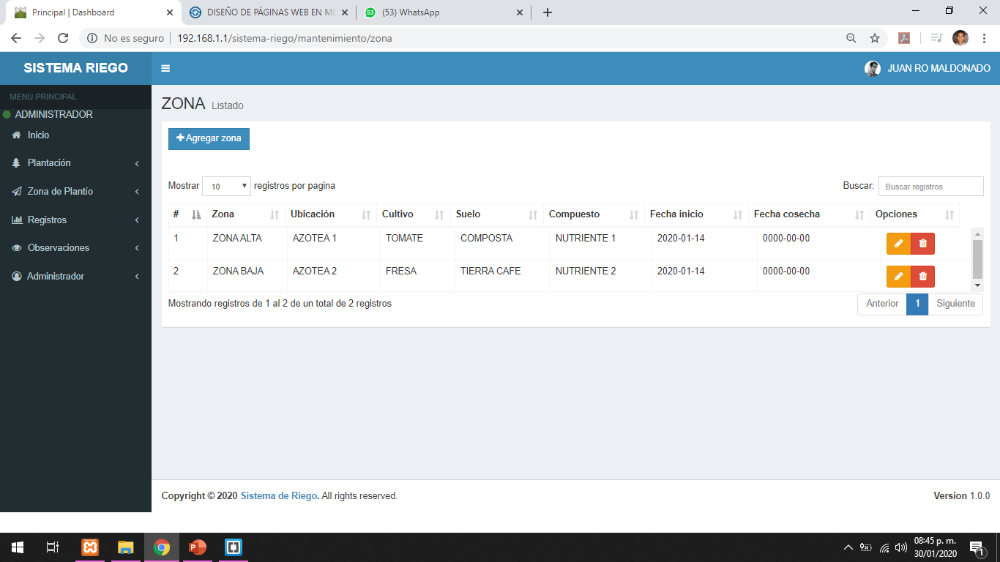 Principal | Dashboard
DISEÑO DE PÁGINAS WEB EN MÉ
53
(53) WhatsApp
No es seguro
192.168.1.1/sistema-riego/mantenimiento/zona
SISTEMA RIEGO
JUAN RO MALDONADO
MENU PRINCIPAL
ADMINISTRADOR
Inicio
Plantación
Zona de Plantío
Registros
Observaciones
Administrador
ZONA Listado
Agregar zona
Mostrar 10 registros por pagina
Buscar: Buscar registros
# Zona Ubicación Cultivo Suelo Compuesto Fecha inicio Fecha cosecha Opciones
1 ZONA ALTA AZOTEA 1 TOMATE COMPOSTA NUTRIENTE 1 2020-01-14 0000-00-00
2 ZONA BAJA AZOTEA 2 FRESA TIERRA CAFE NUTRIENTE 2 2020-01-14 0000-00-00
Mostrando registros de 1 al 2 de un total de 2 registros
Anterior 1 Siguiente
Copyright © 2020 Sistema de Riego. All rights reserved.
Version 1.0.0
08:45 p. m.
30/01/2020
1